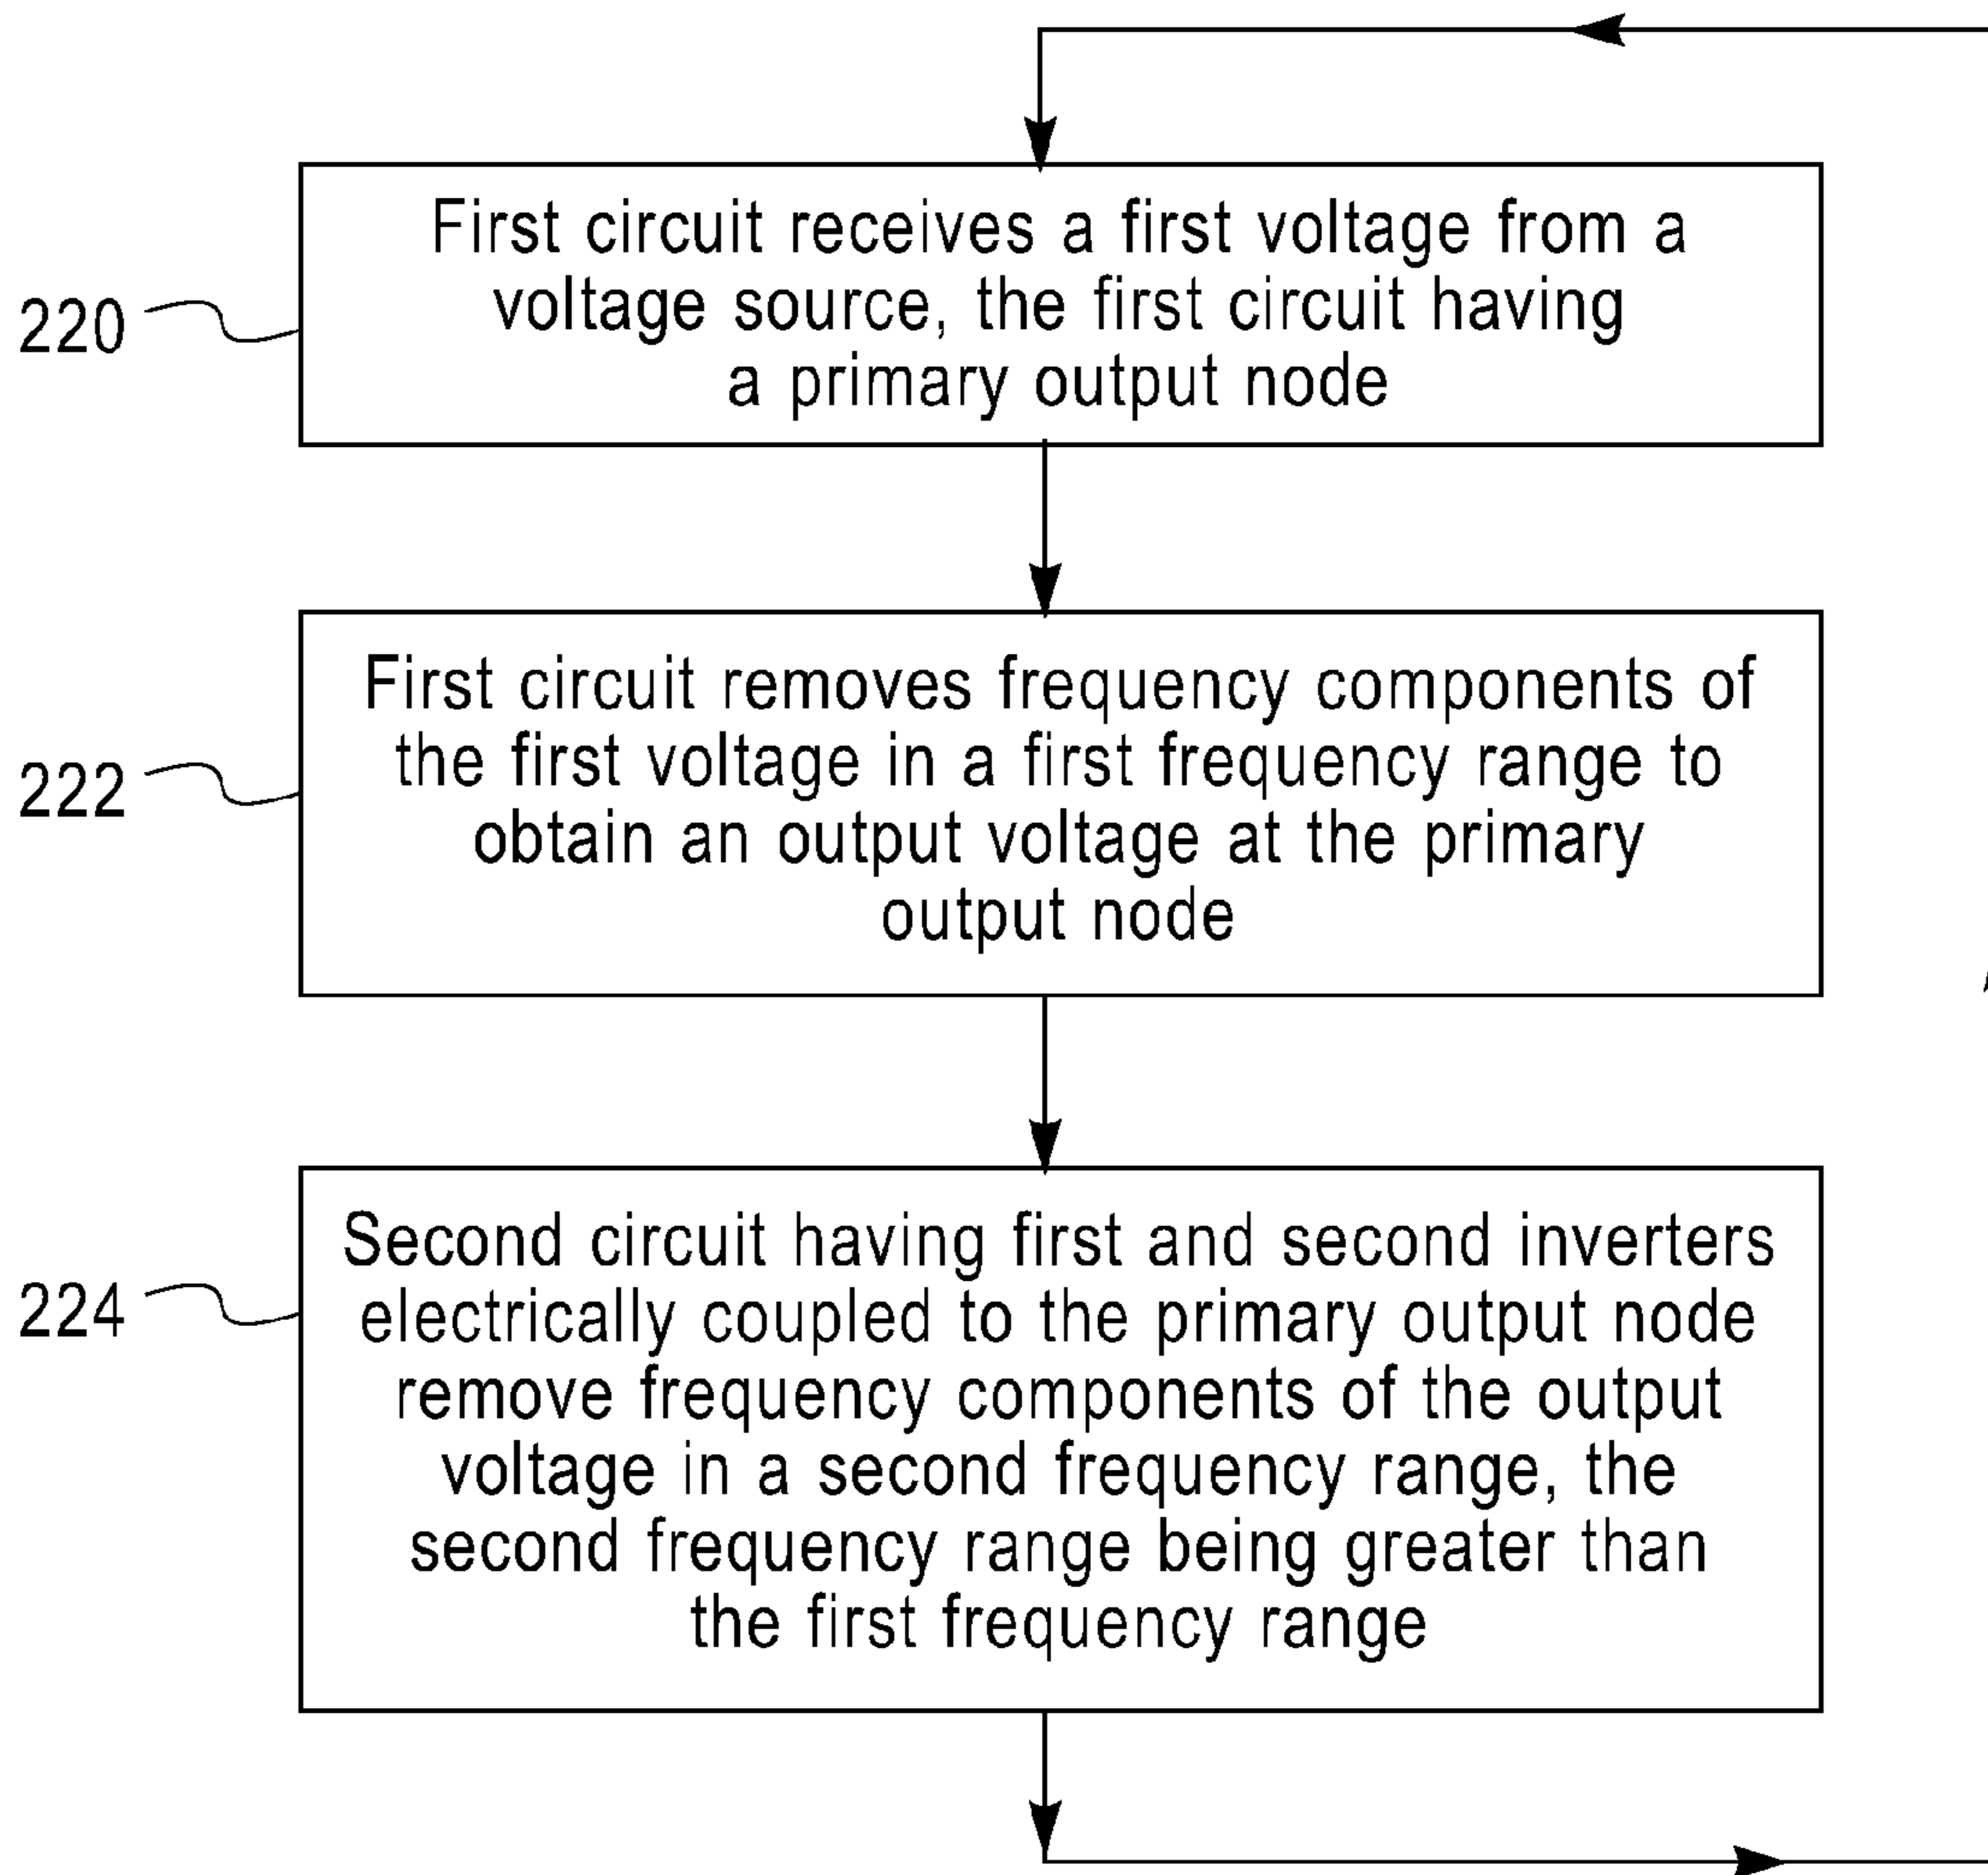 First circuit receives a first voltage from a
voltage source, the first circuit having
a primary output node
220
First circuit removes frequency components of
the first voltage in a first frequency range to
obtain an output voltage at the primary
output node
222
Second circuit having first and second inverters
electrically coupled to the primary output node
remove frequency components of the output
voltage in a second frequency range, the
second frequency range being greater than
the first frequency range
224